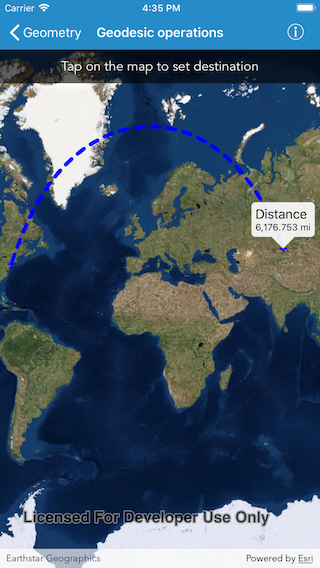 Carrier 4:35 PM
Geometry Geodesic operations
Tap on the map to set destination
Distance
6,176.753 mi
Licensed For Developer Use Only
Earthstar Geographics Powered by Esri